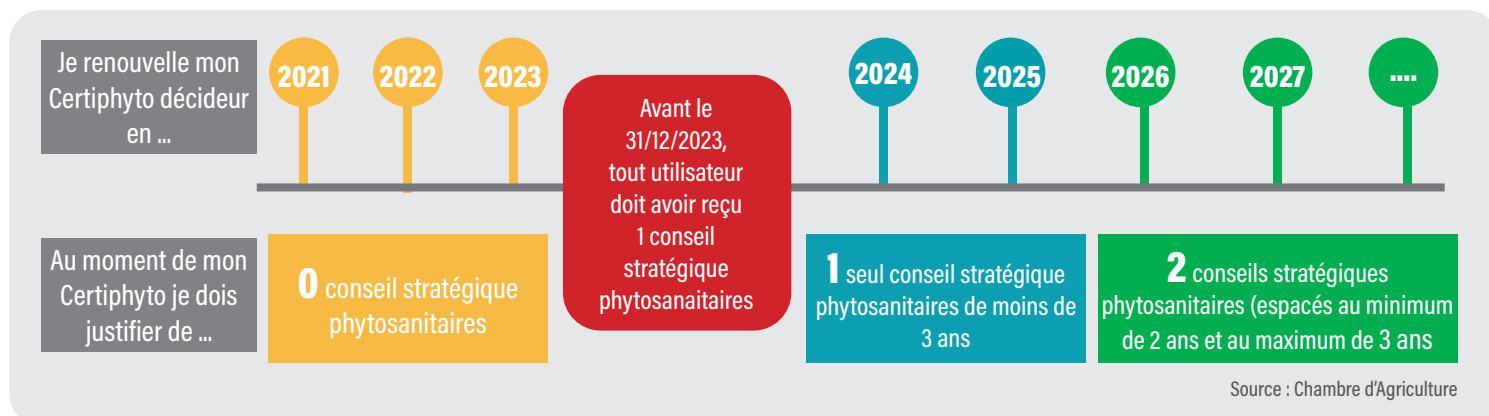 Je renouvelle mon
Certiphyto décideur
en ...
2021
2022
2023
Avant le
31/12/2023,
tout utilisateur
doit avoir reçu
1 conseil
stratégique
phytosanaitaires
2024
2025
2026
2027
....
Au moment de mon
Certiphyto je dois
justifier de ...
0 conseil stratégique
phytosanitaires
1 seul conseil stratégique
phytosanitaires de moins de
3 ans
2 conseils stratégiques
phytosanitaires (espacés au minimum
de 2 ans et au maximum de 3 ans
Source : Chambre d'Agriculture